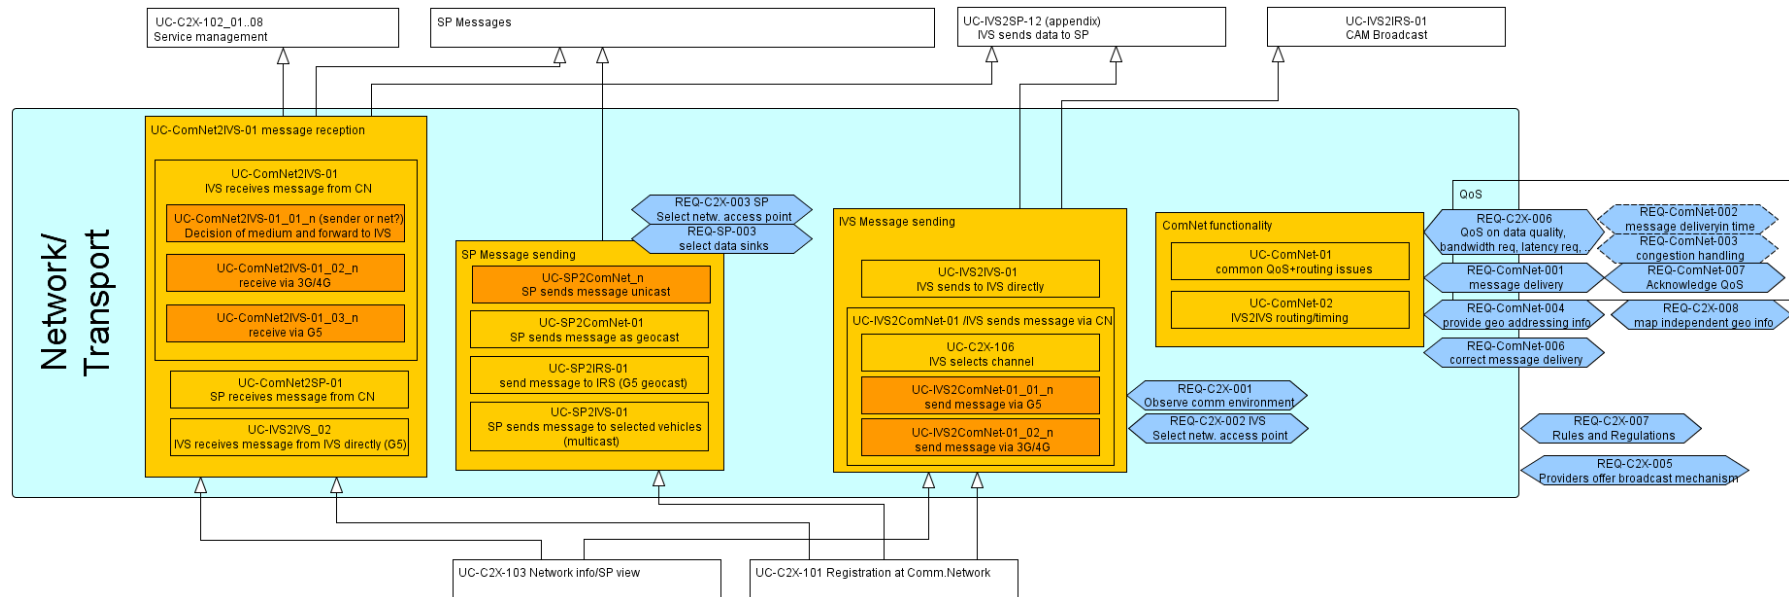 UC-C2X-102_01..08
Service management
SP Messages
UC-IVS2SP-12 (appendix)
IVS sends data to SP
UC-IVS2IRS-01
CAM Broadcast
Network/
Transport
UC-ComNet2IVS-01 message reception
UC-ComNet2IVS-01
IVS receives message from CN
UC-ComNet2IVS-01_01_n (sender or net?)
Decision of medium and forward to IVS
UC-ComNet2IVS-01_02_n
receive via 3G/4G
UC-ComNet2IVS-01_03_n
receive via G5
UC-ComNet2SP-01
SP receives message from CN
UC-IVS2IVS_02
IVS receives message from IVS directly (G5)
REQ-C2X-003 SP
Select netw. access point
REQ-SP-003
select data sinks
SP Message sending
UC-SP2ComNet_n
SP sends message unicast
UC-SP2ComNet-01
SP sends message as geocast
UC-SP2IRS-01
send message to IRS (G5 geocast)
UC-SP2IVS-01
SP sends message to selected vehicles
(multicast)
IVS Message sending
UC-IVS2IVS-01
IVS sends to IVS directly
UC-IVS2ComNet-01 /IVS sends message via CN
UC-C2X-106
IVS selects channel
UC-IVS2ComNet-01_01_n
send message via G5
UC-IVS2ComNet-01_02_n
send message via 3G/4G
REQ-C2X-001
Observe comm environment
REQ-C2X-002 IVS
Select netw. access point
ComNet functionality
UC-ComNet-01
common QoS+routing issues
UC-ComNet-02
IVS2IVS routing/timing
QoS
REQ-C2X-006
QoS on data quality,
bandwidth req, latency req, ..
REQ-ComNet-002
message deliveryin time
REQ-ComNet-003
congestion handling
REQ-ComNet-001
message delivery
REQ-ComNet-007
Acknowledge QoS
REQ-ComNet-004
provide geo addressing info
REQ-C2X-008
map independent geo info
REQ-ComNet-006
correct message delivery
REQ-C2X-007
Rules and Regulations
REQ-C2X-005
Providers offer broadcast mechanism
UC-C2X-103 Network info/SP view
UC-C2X-101 Registration at Comm.Network